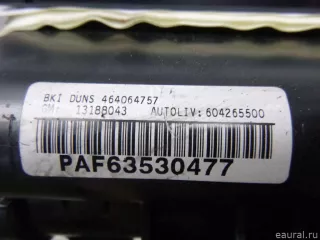 BKI DUNS 464064757
GM: 13188043 AUTOLIV: 604265500
PAF63530477
© eaural.ru